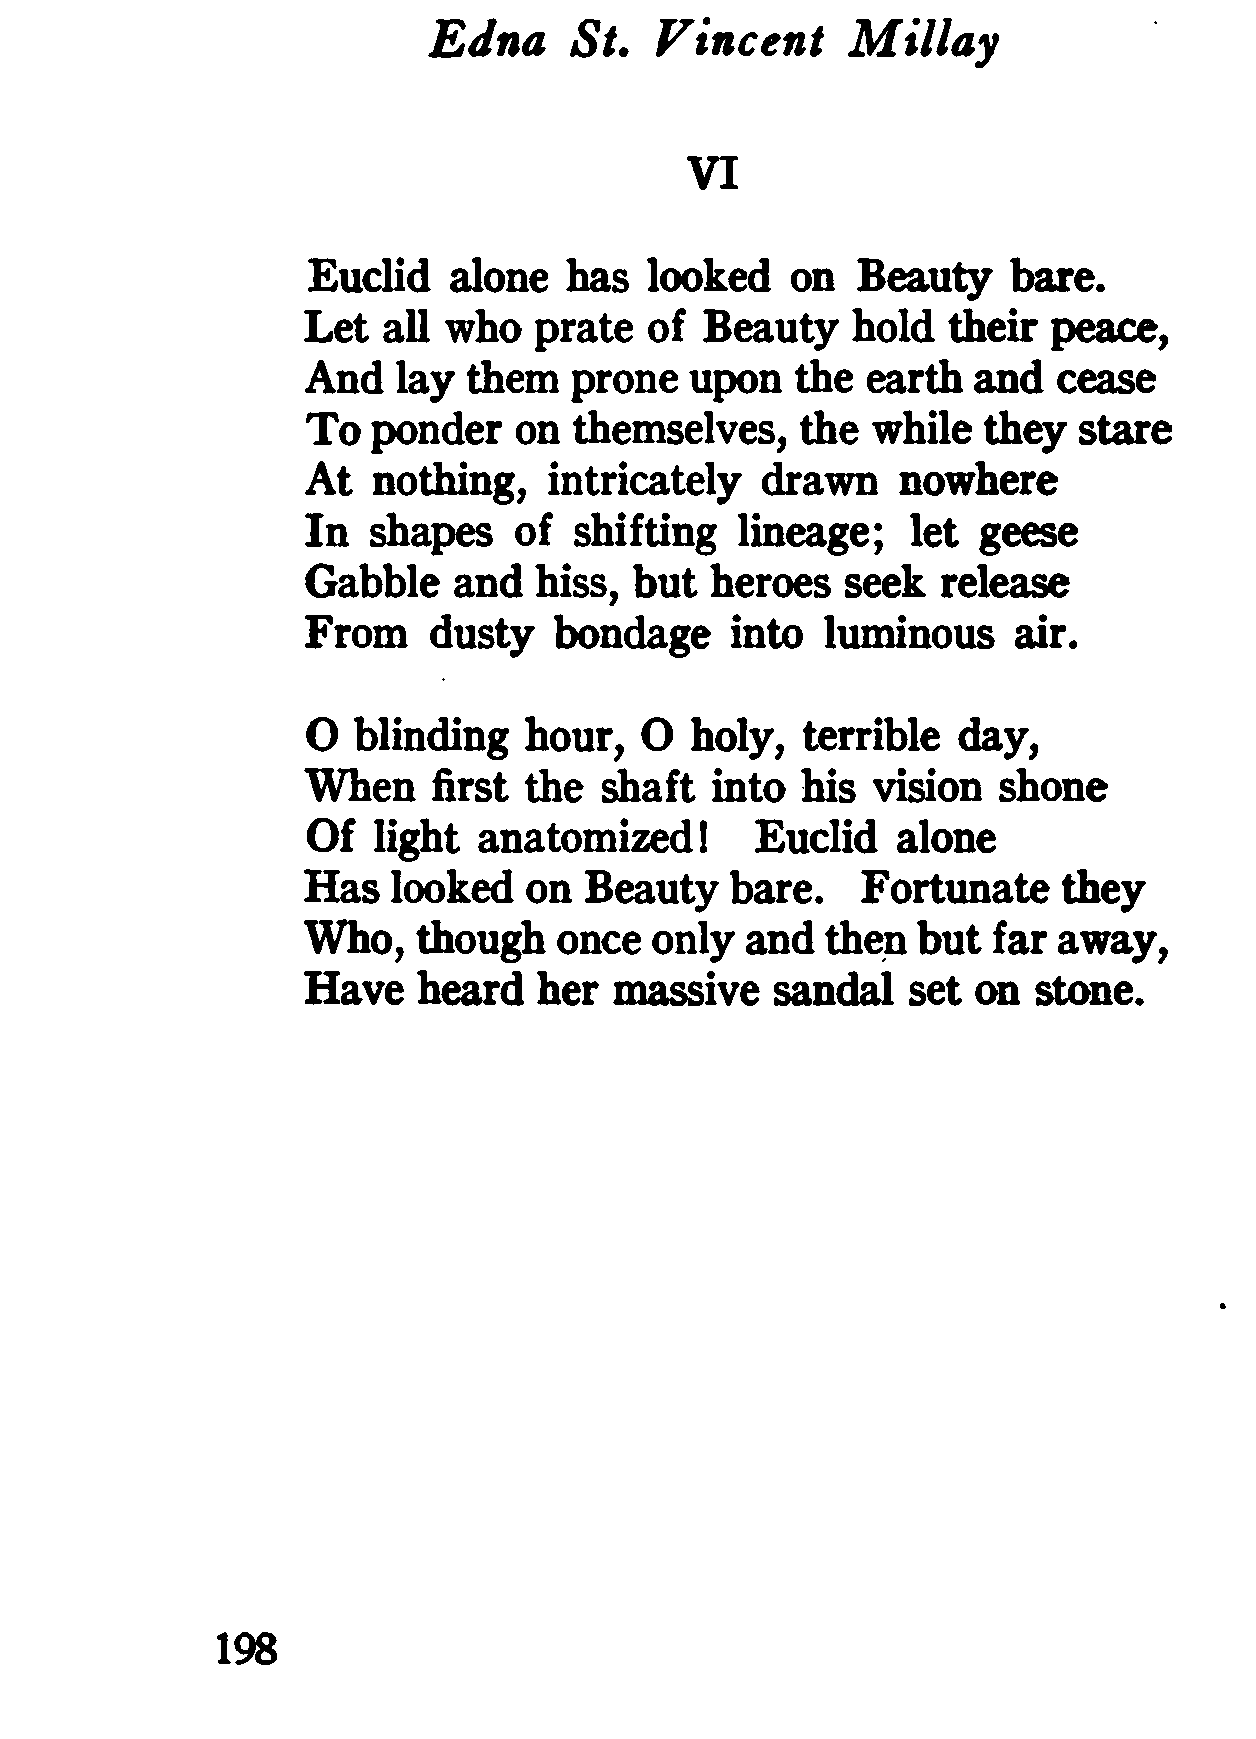 Edna St. Vincent Millay
VI
Euclid alone has looked on Beauty bare.
Let all who prate of Beauty hold their peace,
And lay them prone upon the earth and cease
To ponder on themselves, the while they stare
At nothing, intricately drawn nowhere
In shapes of shifting lineage; let geese
Gabble and hiss, but heroes seek release
From dusty bondage into luminous air.
O blinding hour, O holy, terrible day,
When first the shaft into his vision shone
Of light anatomized! Euclid alone
Has looked on Beauty bare. Fortunate they
Who, though once only and then but far away,
Have heard her massive sandal set on stone.
198